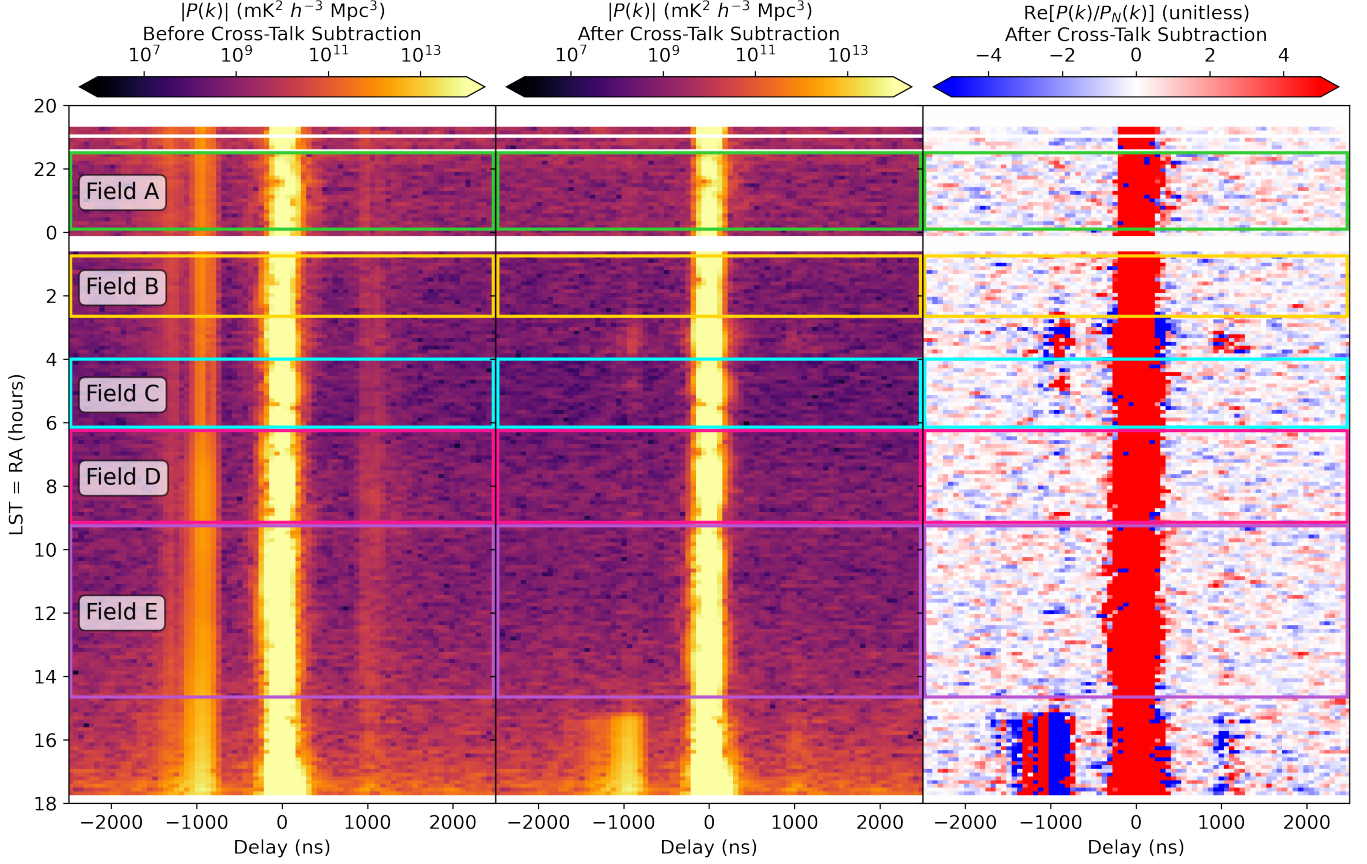 |P(k)| (mK² h⁻³ Mpc³)
Before Cross-Talk Subtraction
10⁷ 10⁹ 10¹¹ 10¹³
|P(k)| (mK² h⁻³ Mpc³)
After Cross-Talk Subtraction
10⁷ 10⁹ 10¹¹ 10¹³
Re[P(k)/P_N(k)] (unitless)
After Cross-Talk Subtraction
−4 −2 0 2 4
LST = RA (hours)
20
22
0
2
4
6
8
10
12
14
16
18
Field A
Field B
Field C
Field D
Field E
−2000 −1000 0 1000 2000
Delay (ns)
−2000 −1000 0 1000 2000
Delay (ns)
−2000 −1000 0 1000 2000
Delay (ns)